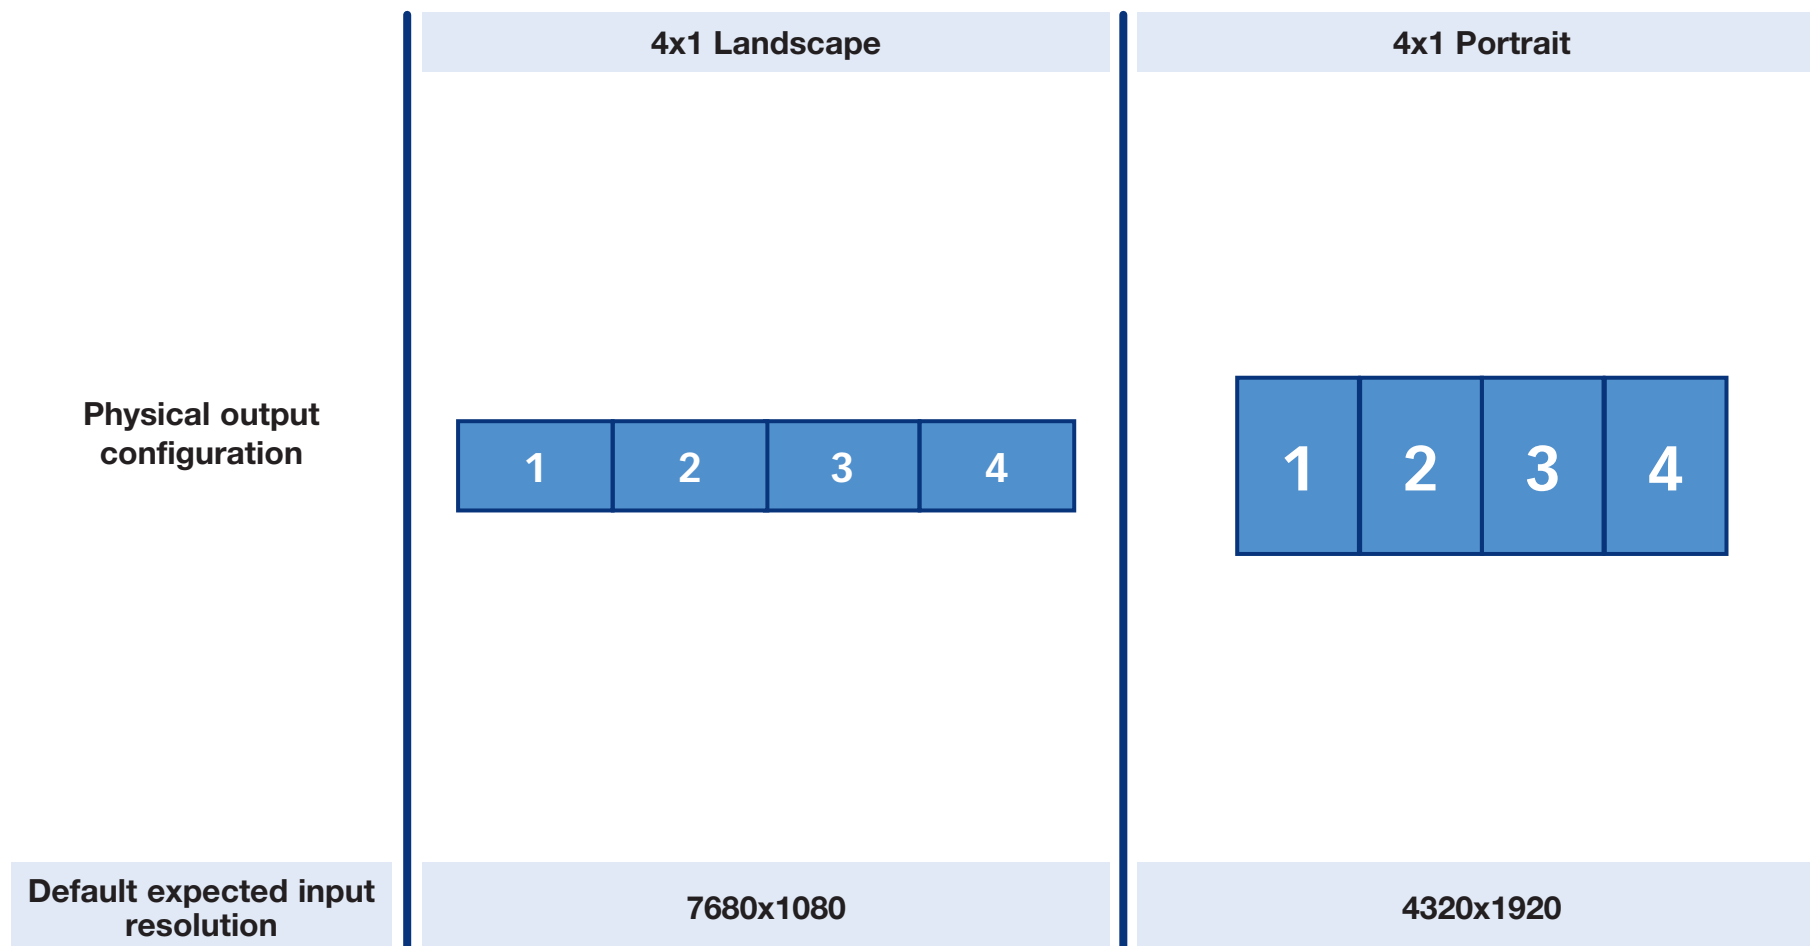 4x1 Landscape
4x1 Portrait
Physical output
configuration
1 2 3 4
1 2 3 4
Default expected input
resolution
7680x1080
4320x1920